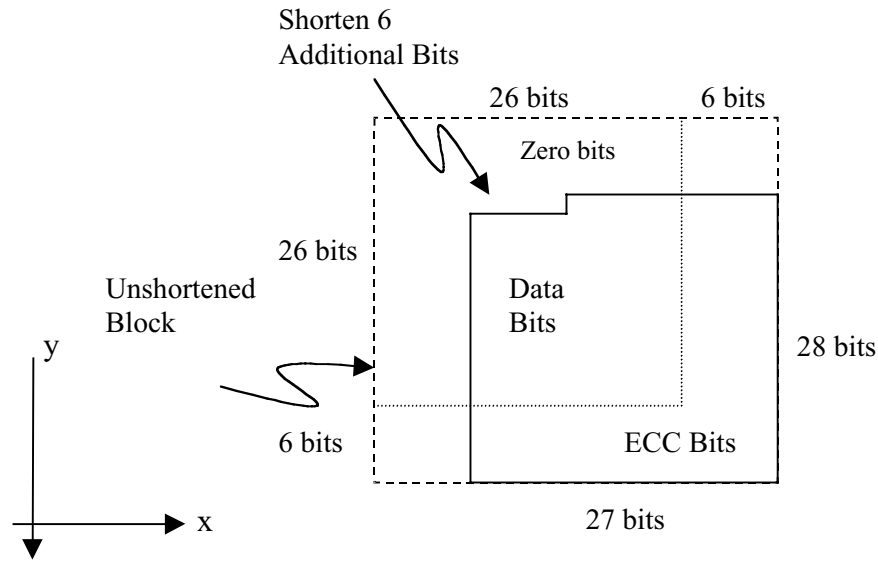 Shorten 6
Additional Bits
26 bits
6 bits
Zero bits
26 bits
Unshortened
Block
Data
Bits
28 bits
y
6 bits
ECC Bits
x
27 bits